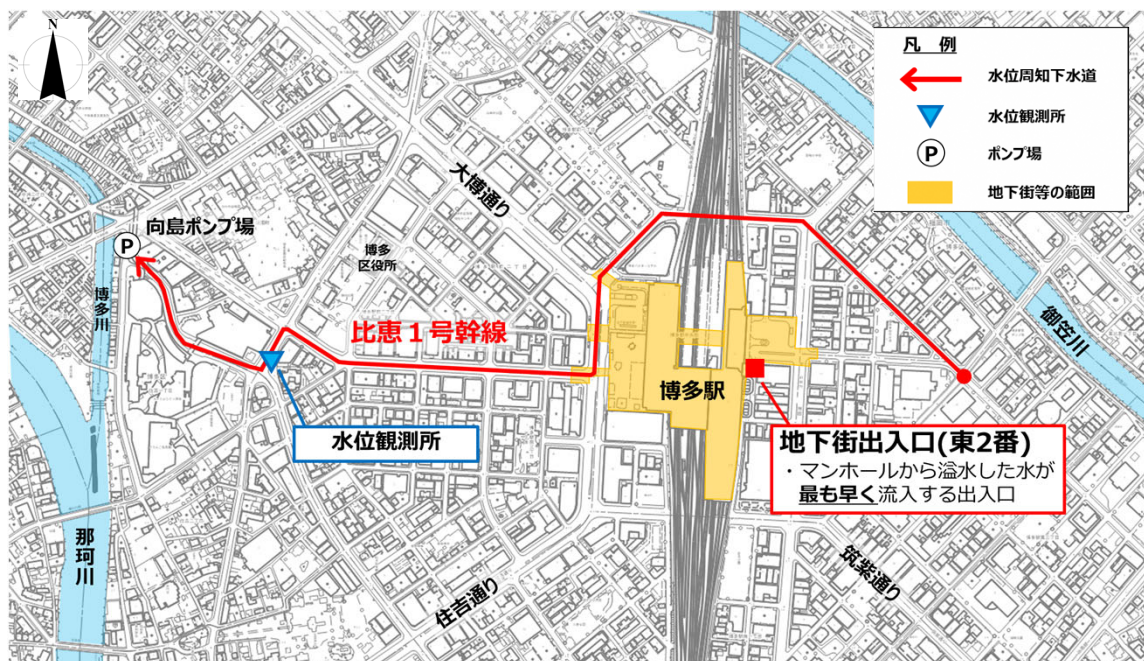 N
凡 例
水位周知下水道
水位観測所
P
ポンプ場
地下街等の範囲
大博通り
向島ポンプ場
P
博多
区役所
博多川
比恵1号幹線
御笠川
博多駅
水位観測所
地下街出入口(東2番)
・マンホールから溢水した水が
最も早く流入する出入口
那珂川
住吉通り
筑紫通り